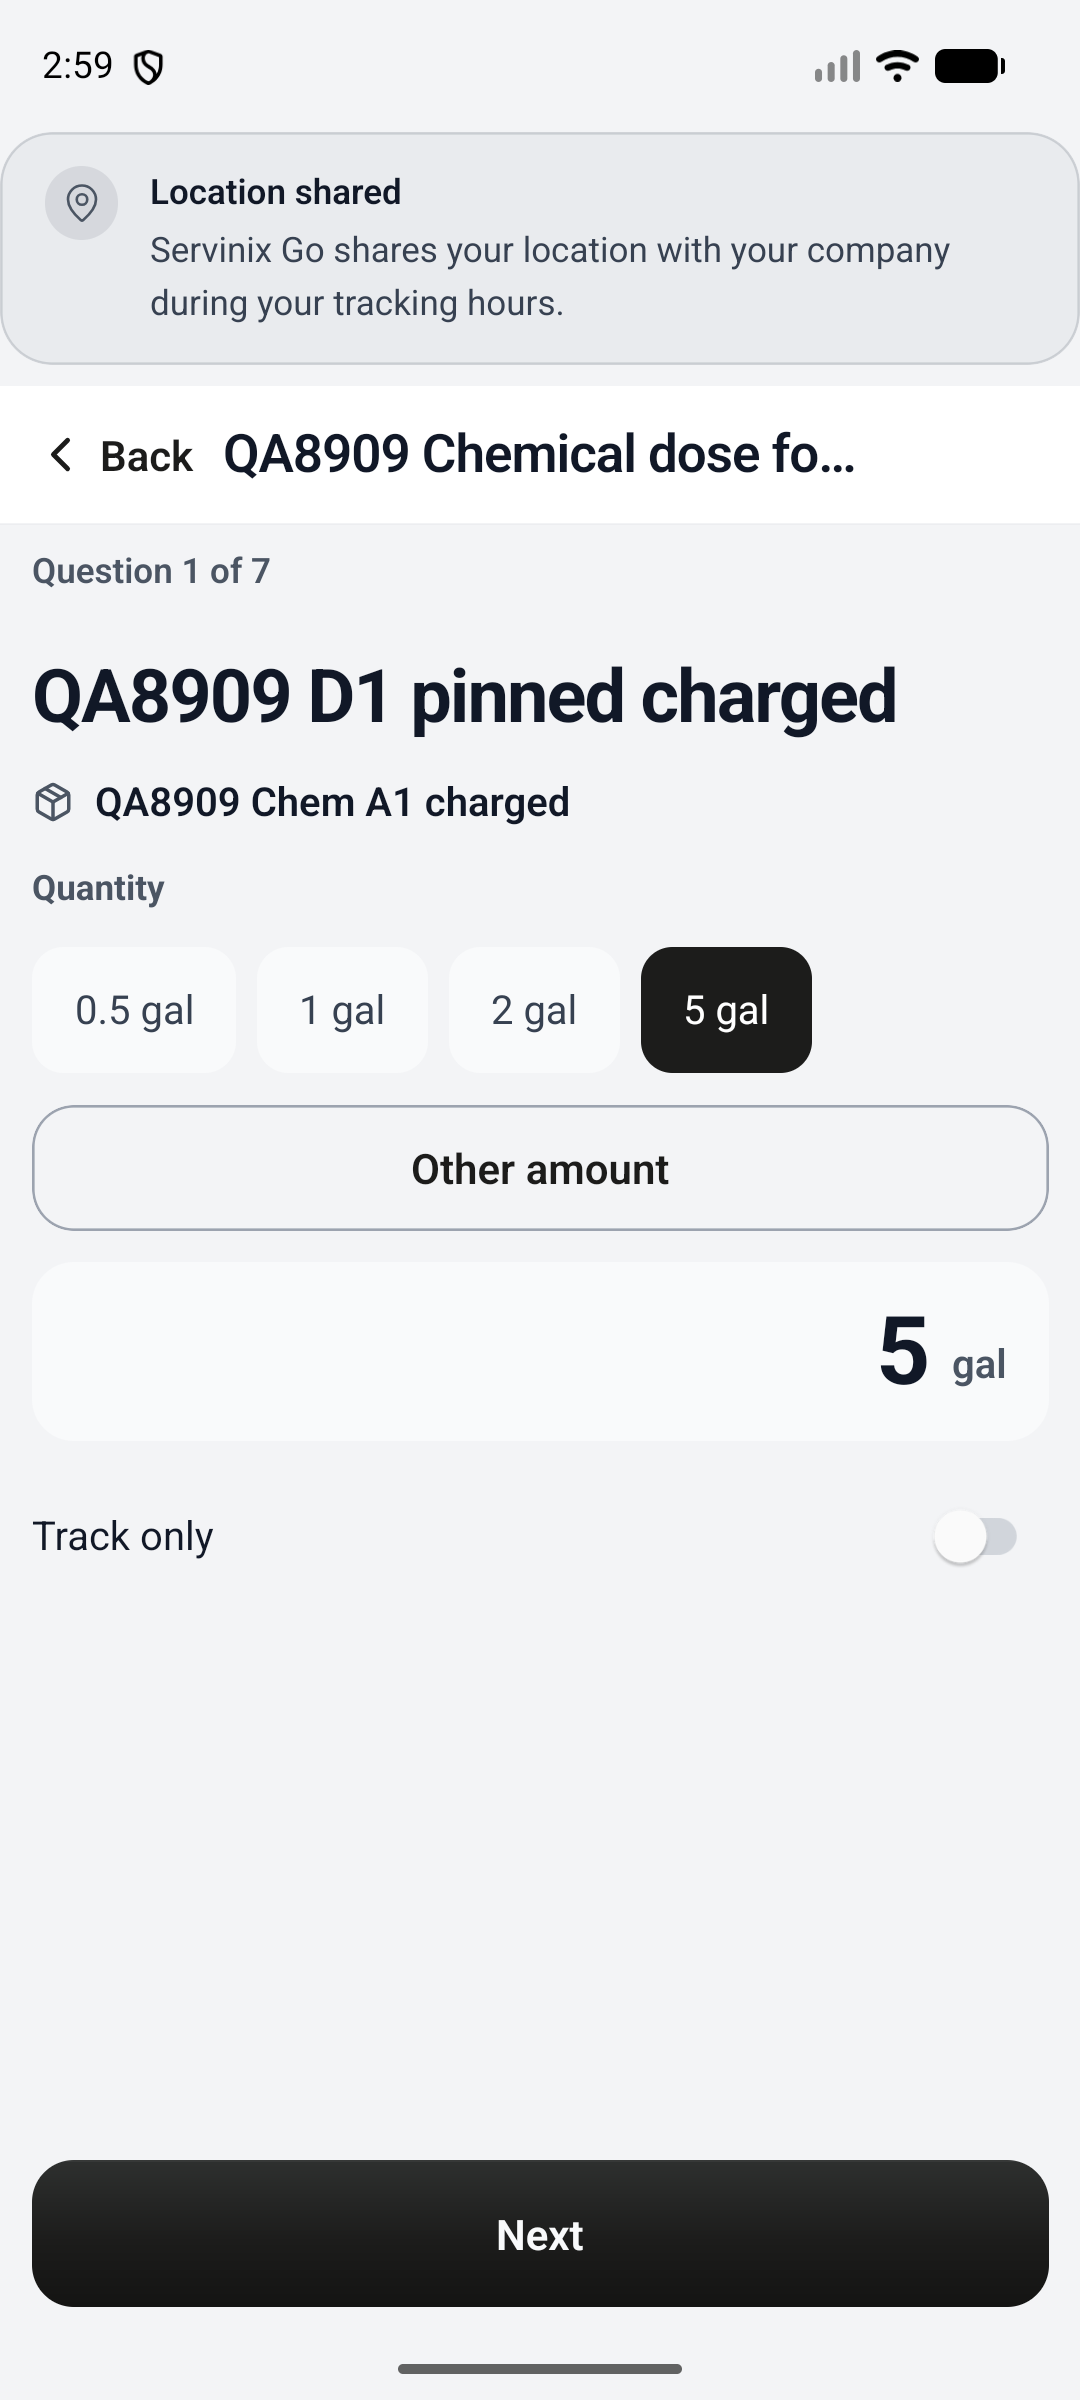 2:59
Location shared
Servinix Go shares your location with your company
during your tracking hours.
Back QA8909 Chemical dose fo...
Question 1 of 7
QA8909 D1 pinned charged
QA8909 Chem A1 charged
Quantity
0.5 gal 1 gal 2 gal 5 gal
Other amount
5 gal
Track only
Next